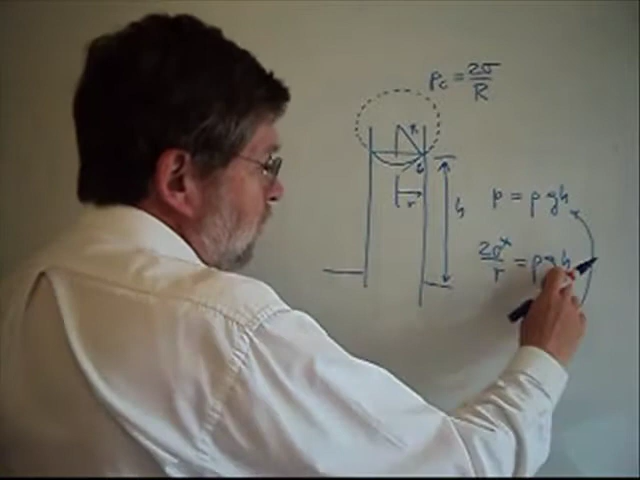 Pc = 2σ/R
R
θ
r
h
p = ρgh
2σ*/r = ρgh